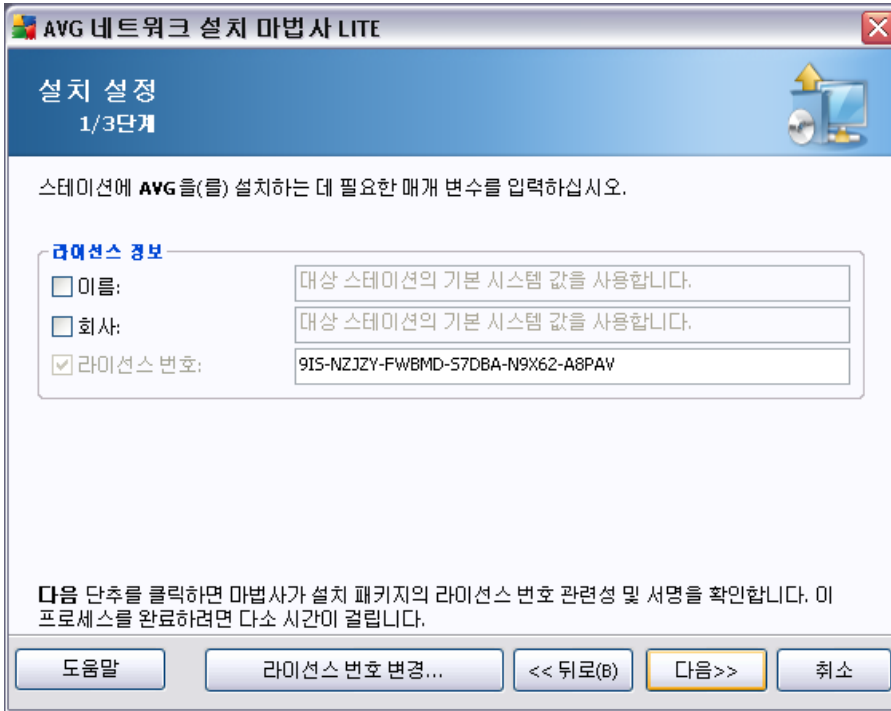 AVG 네트워크 설치 마법사 LITE
설치 설정
1/3단계
스테이션에 AVG을(를) 설치하는 데 필요한 매개 변수를 입력하십시오.
라이선스 정보
이름: 대상 스테이션의 기본 시스템 값을 사용합니다.
회사: 대상 스테이션의 기본 시스템 값을 사용합니다.
라이선스 번호: 9IS-NZJZY-FWBMD-S7DBA-N9X62-A8PAV
다음 단추를 클릭하면 마법사가 설치 패키지의 라이선스 번호 관련성 및 서명을 확인합니다. 이
프로세스를 완료하려면 다소 시간이 걸립니다.
도움말 라이선스 번호 변경... << 뒤로(B) 다음>> 취소